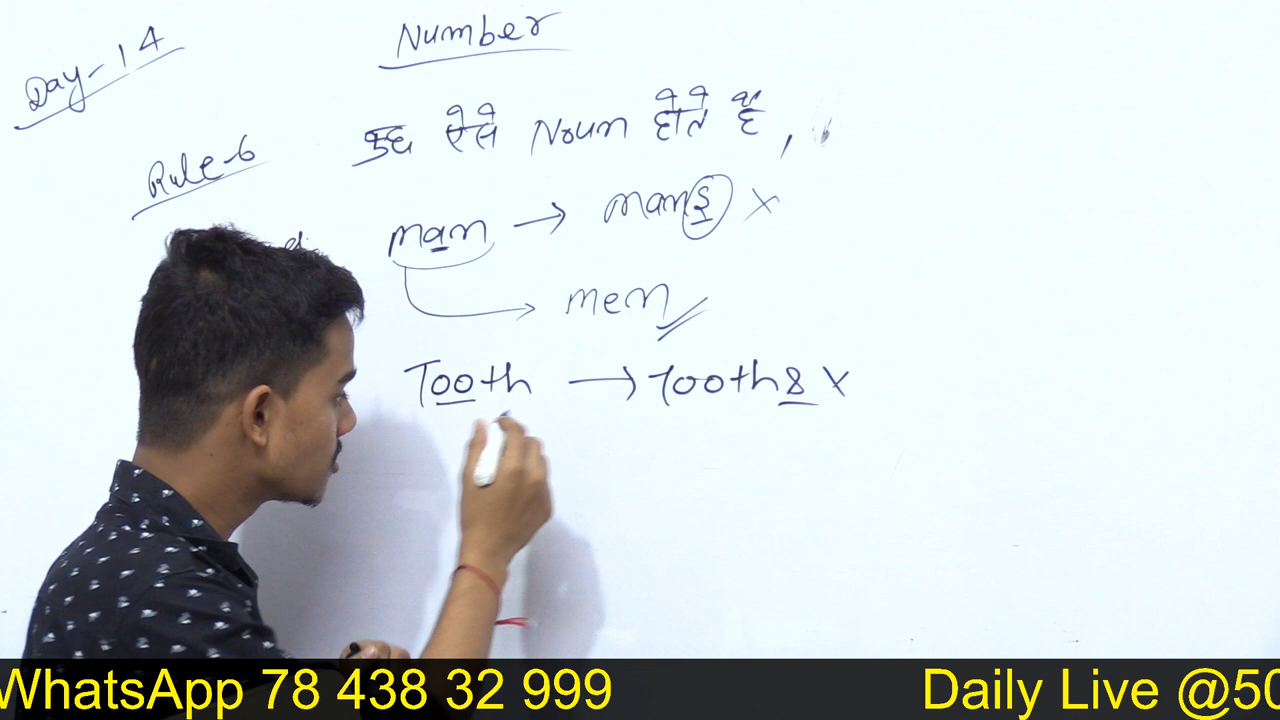 Day-14
Number
Rule-6
कुछ ऐसे Noun होते हैं,
man → mans ×
men
Tooth → Tooths ×
WhatsApp 78 438 32 999
Daily Live @50